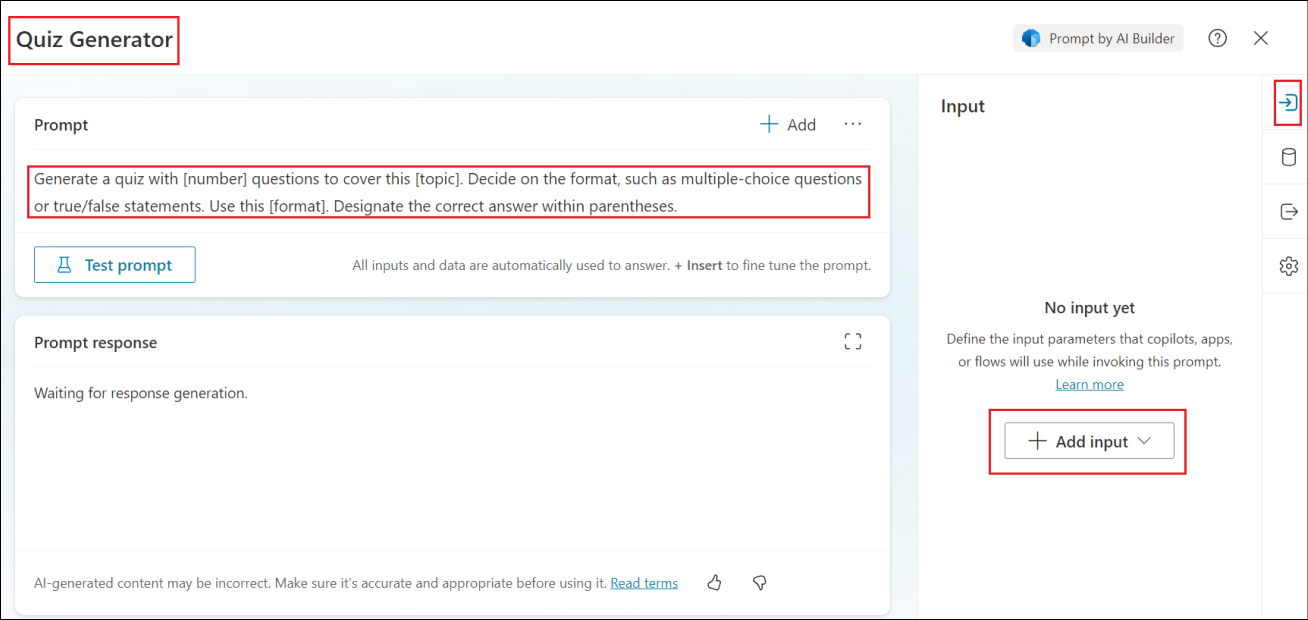 Quiz Generator
Prompt by AI Builder
Prompt
Add
Generate a quiz with [number] questions to cover this [topic]. Decide on the format, such as multiple-choice questions
or true/false statements. Use this [format]. Designate the correct answer within parentheses.
Test prompt
All inputs and data are automatically used to answer. + Insert to fine tune the prompt.
Prompt response
Waiting for response generation.
AI-generated content may be incorrect. Make sure it's accurate and appropriate before using it. Read terms
Input
No input yet
Define the input parameters that copilots, apps,
or flows will use while invoking this prompt.
Learn more
Add input